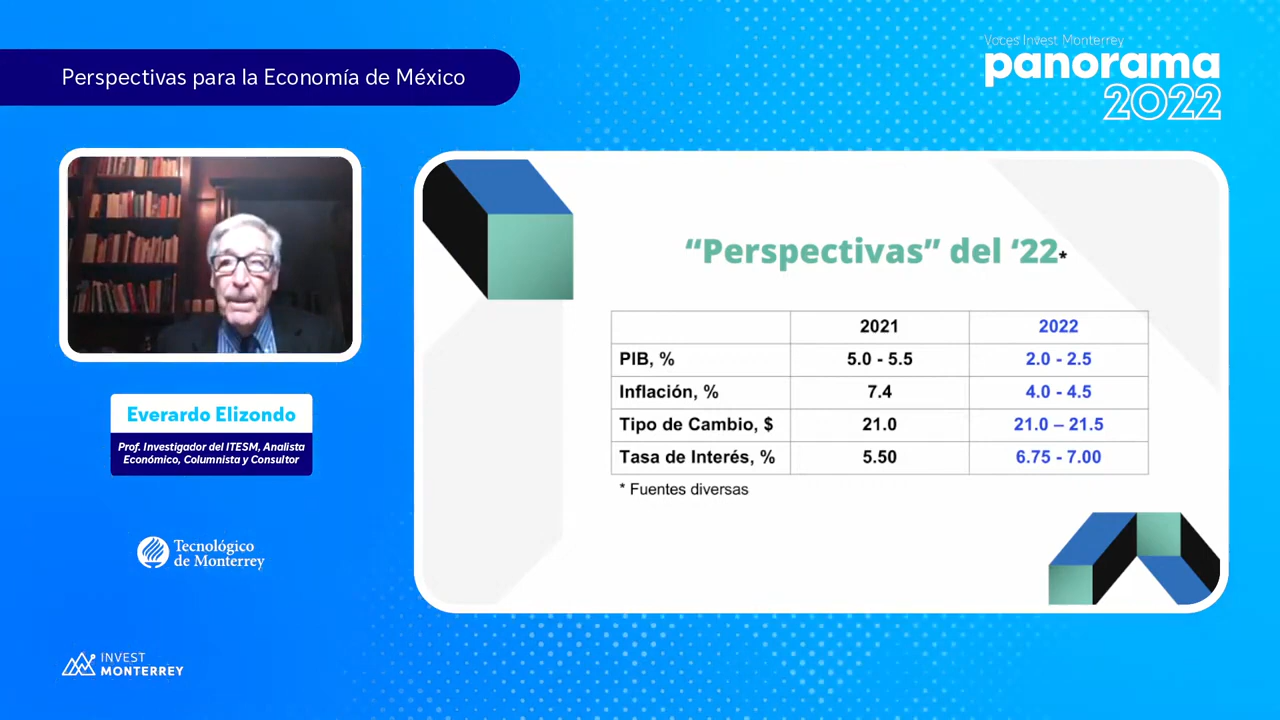 Perspectivas para la Economía de México
Voces Invest Monterrey
panorama
2022
Everardo Elizondo
Prof. Investigador del ITESM, Analista
Económico, Columnista y Consultor
Tecnológico
de Monterrey
INVEST
MONTERREY
“Perspectivas” del ‘22*
2021 2022
PIB, % 5.0 - 5.5 2.0 - 2.5
Inflación, % 7.4 4.0 - 4.5
Tipo de Cambio, $ 21.0 21.0 – 21.5
Tasa de Interés, % 5.50 6.75 - 7.00
* Fuentes diversas